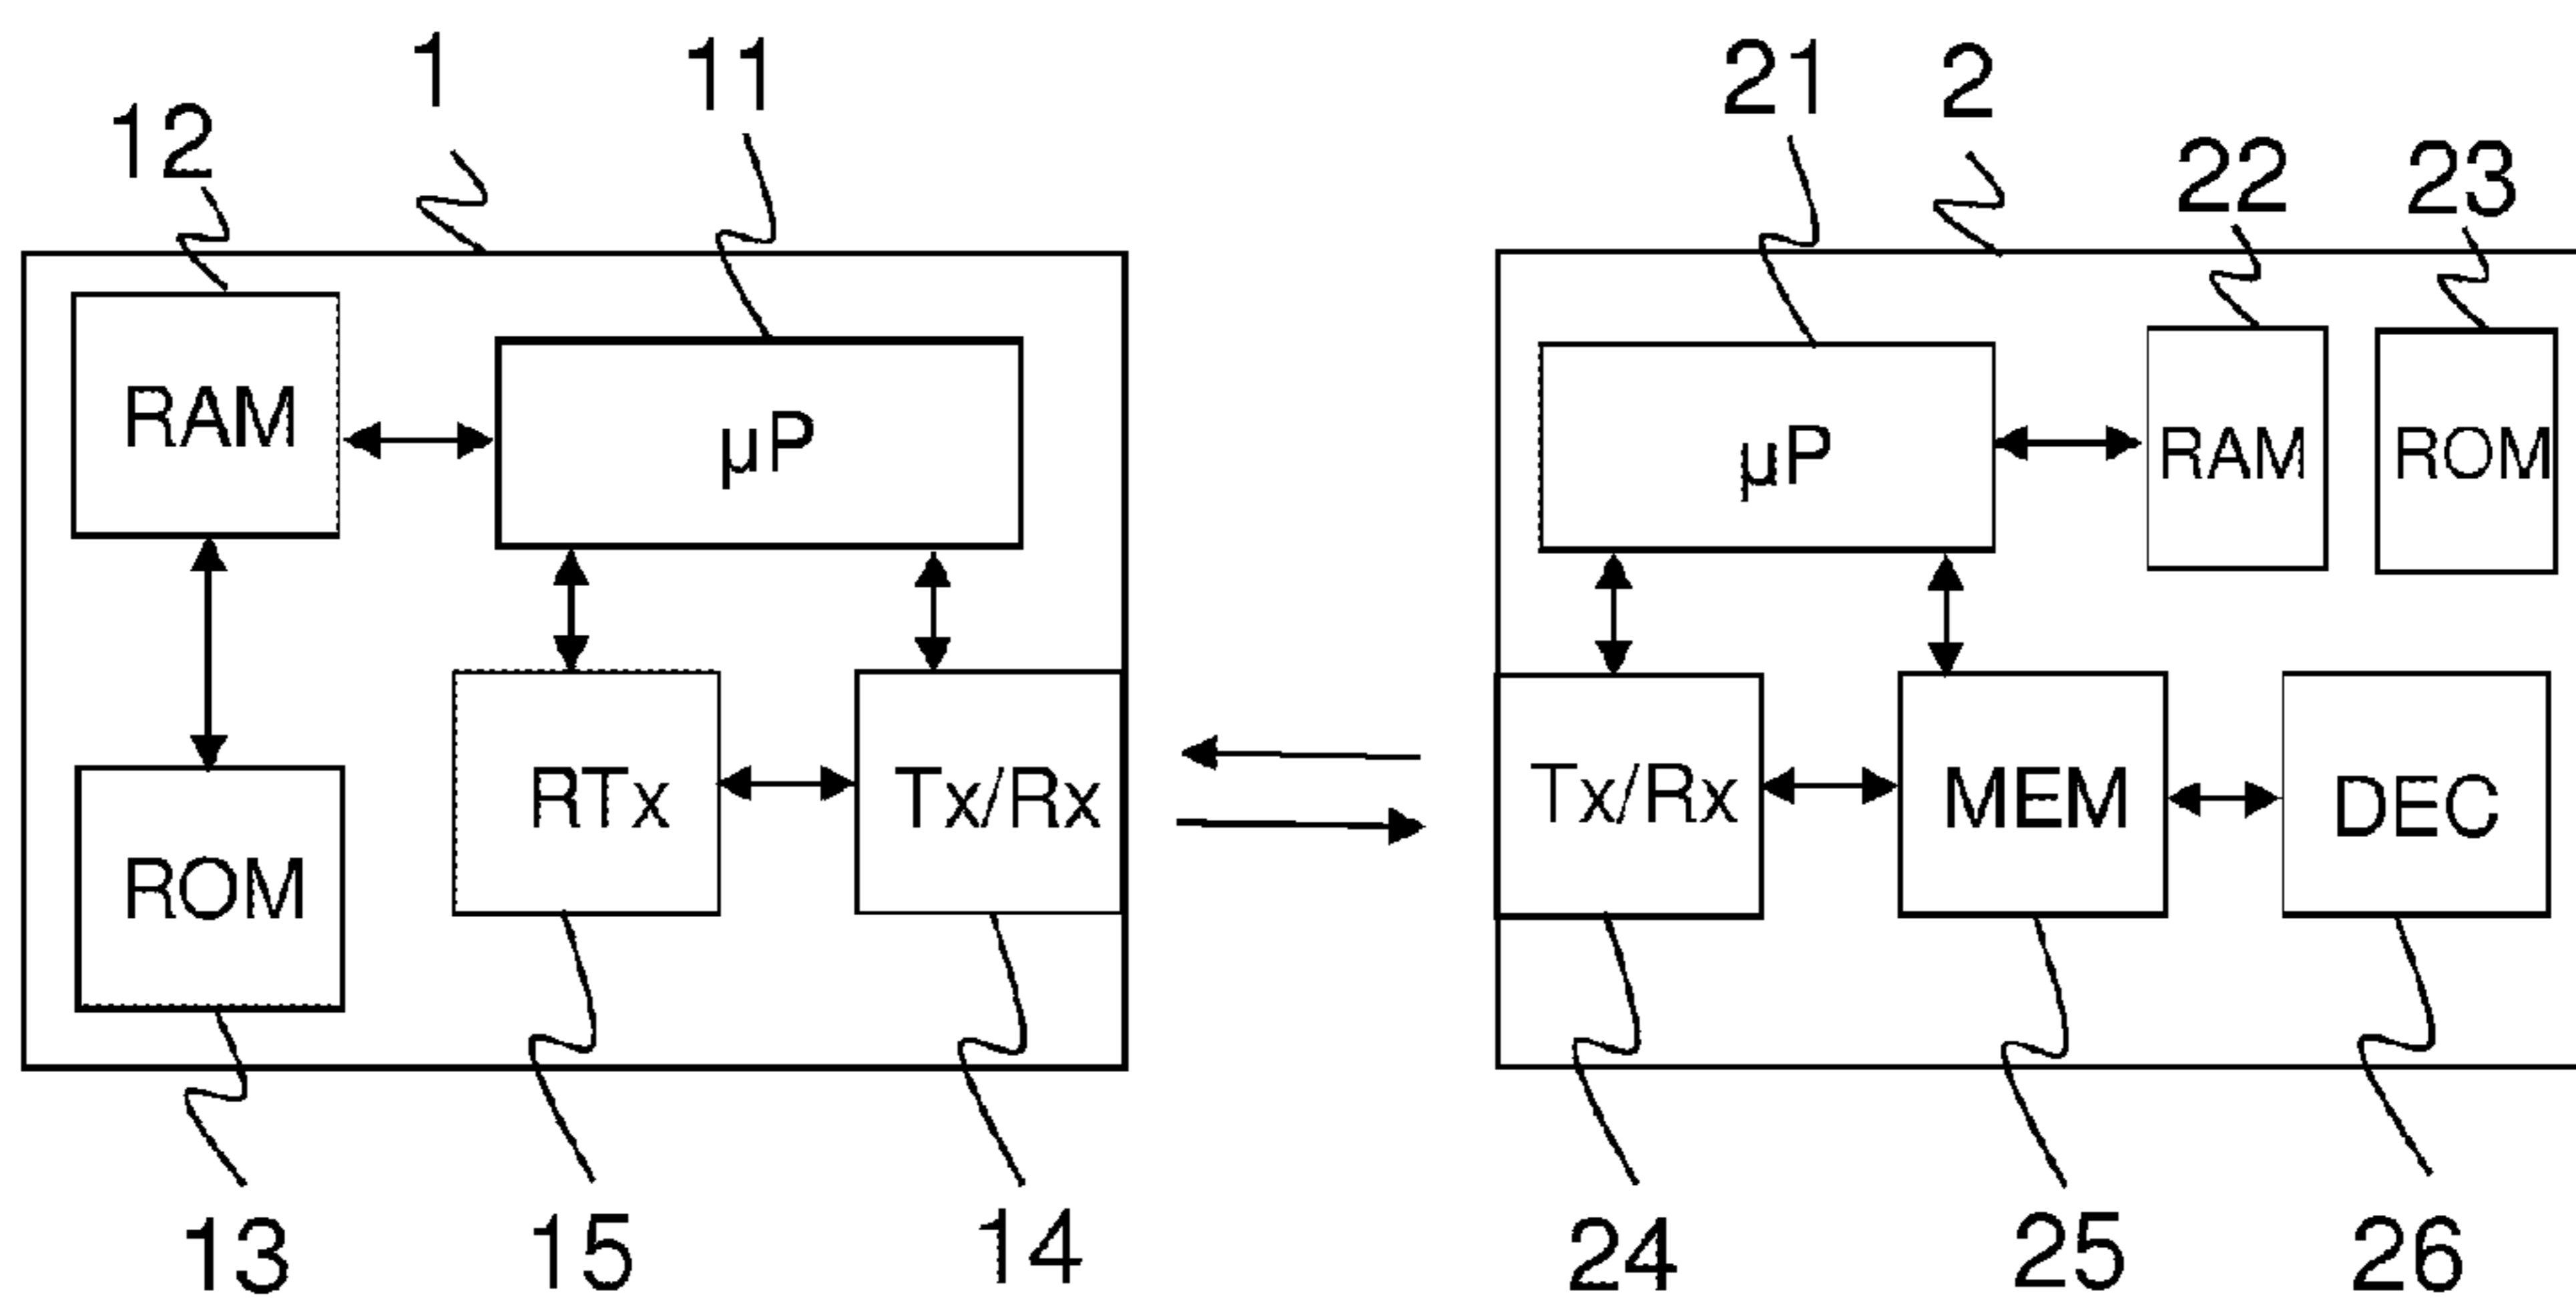 1 11 21 2
12 22 23
RAM µP µP RAM ROM
RTx Tx/Rx Tx/Rx MEM DEC
ROM
13 15 14 24 25 26